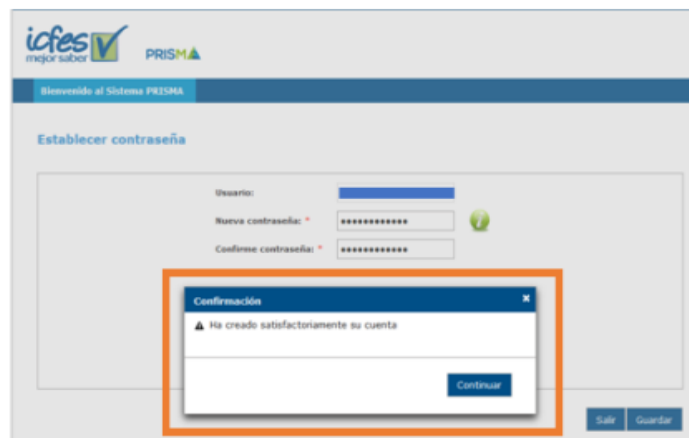 icfes
mejor saber
PRISMA
Bienvenido al Sistema PRISMA
Establecer contraseña
Usuario:
Nueva contraseña: * ••••••••••••
Confirme contraseña: * ••••••••••••
Confirmación
Ha creado satisfactoriamente su cuenta
Continuar
Salir Guardar